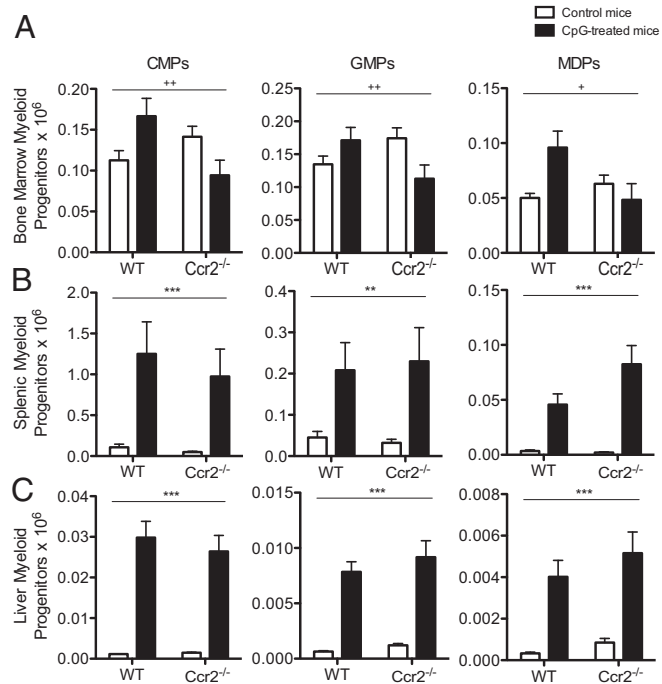 A
Control mice
CpG-treated mice
CMPs
GMPs
MDPs
Bone Marrow Myeloid
Progenitors x 10⁶
0.20
0.15
0.10
0.05
0.00
++
WT
Ccr2⁻/⁻
0.25
0.20
0.15
0.10
0.05
0.00
++
WT
Ccr2⁻/⁻
0.15
0.10
0.05
0.00
+
WT
Ccr2⁻/⁻
B
Splenic Myeloid
Progenitors x 10⁶
2.0
1.5
1.0
0.5
0.0
***
WT
Ccr2⁻/⁻
0.4
0.3
0.2
0.1
0.0
**
WT
Ccr2⁻/⁻
0.15
0.10
0.05
0.00
***
WT
Ccr2⁻/⁻
C
Liver Myeloid
Progenitors x 10⁶
0.04
0.03
0.02
0.01
0.00
***
WT
Ccr2⁻/⁻
0.015
0.010
0.005
0.000
***
WT
Ccr2⁻/⁻
0.008
0.006
0.004
0.002
0.000
***
WT
Ccr2⁻/⁻